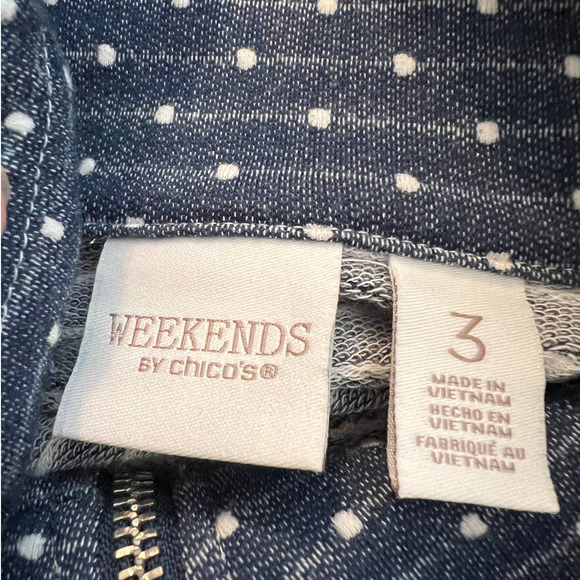 WEEKENDS
BY chico's®
3
MADE IN
VIETNAM
HECHO EN
VIETNAM
FABRIQUÉ AU
VIETNAM